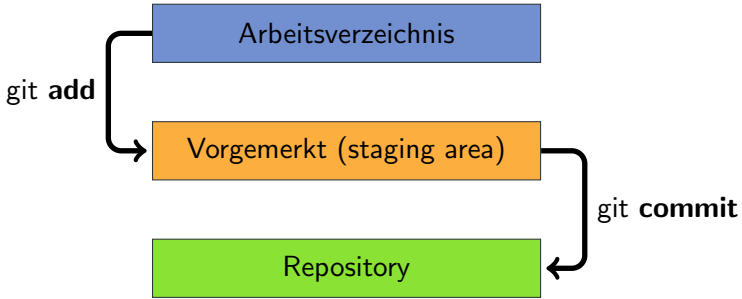 Arbeitsverzeichnis
git add
Vorgemerkt (staging area)
git commit
Repository